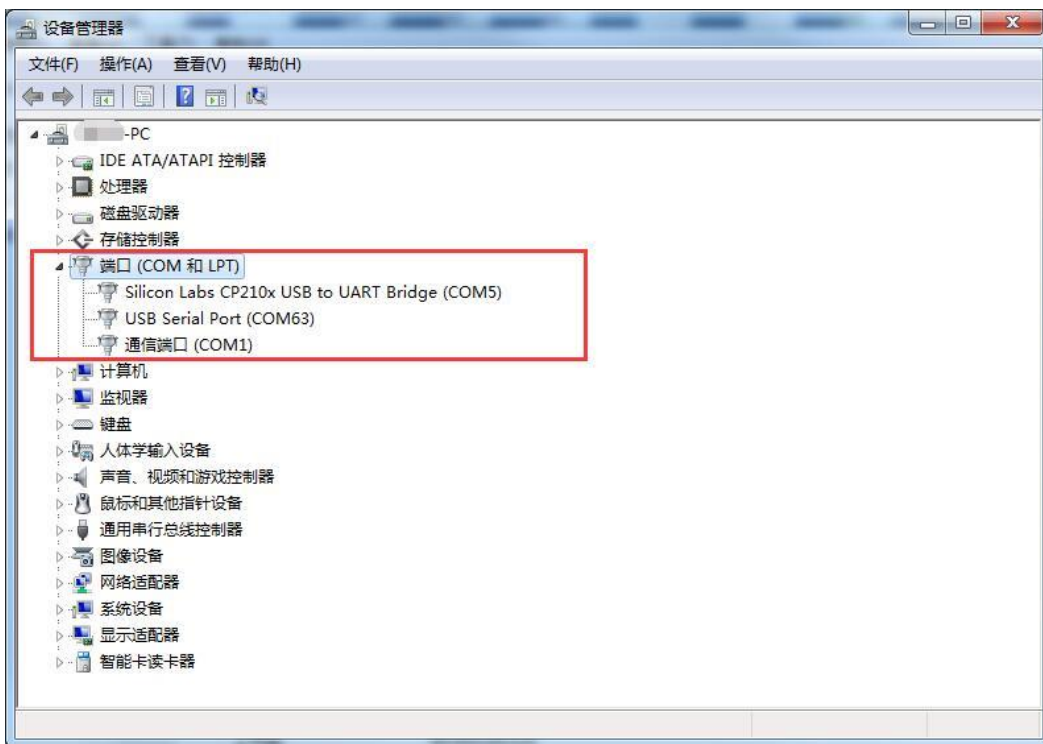 设备管理器
文件(F) 操作(A) 查看(V) 帮助(H)
-PC
IDE ATA/ATAPI 控制器
处理器
磁盘驱动器
存储控制器
端口 (COM 和 LPT)
Silicon Labs CP210x USB to UART Bridge (COM5)
USB Serial Port (COM63)
通信端口 (COM1)
计算机
监视器
键盘
人体学输入设备
声音、视频和游戏控制器
鼠标和其他指针设备
通用串行总线控制器
图像设备
网络适配器
系统设备
显示适配器
智能卡读卡器